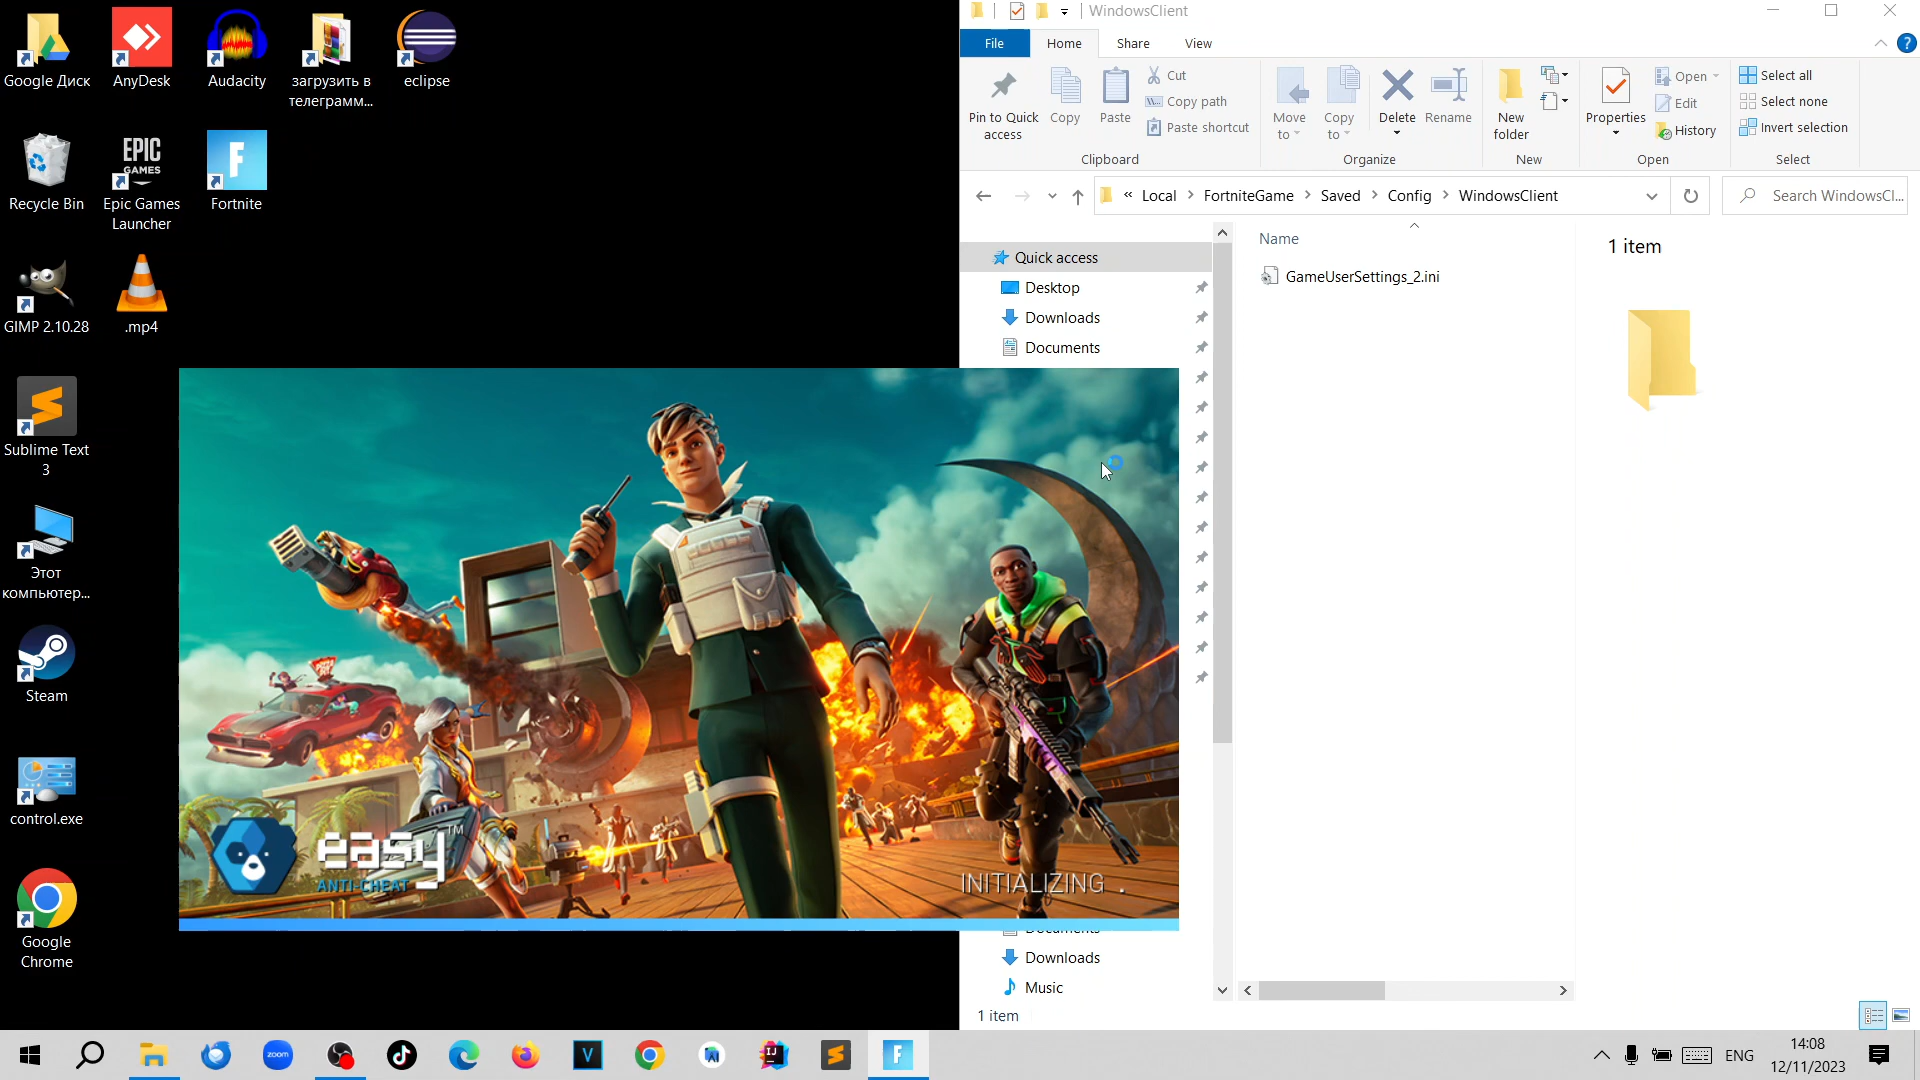 Google Диск
AnyDesk
Audacity
загрузить в
телеграмм...
eclipse
EPIC
GAMES
Recycle Bin
Epic Games
Launcher
F
Fortnite
GIMP 2.10.28
.mp4
Sublime Text
3
Этот
компьютер...
Steam
control.exe
Google
Chrome
WindowsClient
File
Home
Share
View
?
Pin to Quick
access
Copy
Paste
Cut
Copy path
Paste shortcut
Clipboard
Move
to
Copy
to
Delete
Rename
Organize
New
folder
New
Properties
Open
Edit
History
Open
Select all
Select none
Invert selection
Select
« Local > FortniteGame > Saved > Config > WindowsClient
Search WindowsCl...
Quick access
Desktop
Downloads
Documents
Name
GameUserSettings_2.ini
1 item
easy™
ANTI-CHEAT
INITIALIZING .
Documents
Downloads
Music
1 item
zoom
V
IJ
F
ENG
14:08
12/11/2023